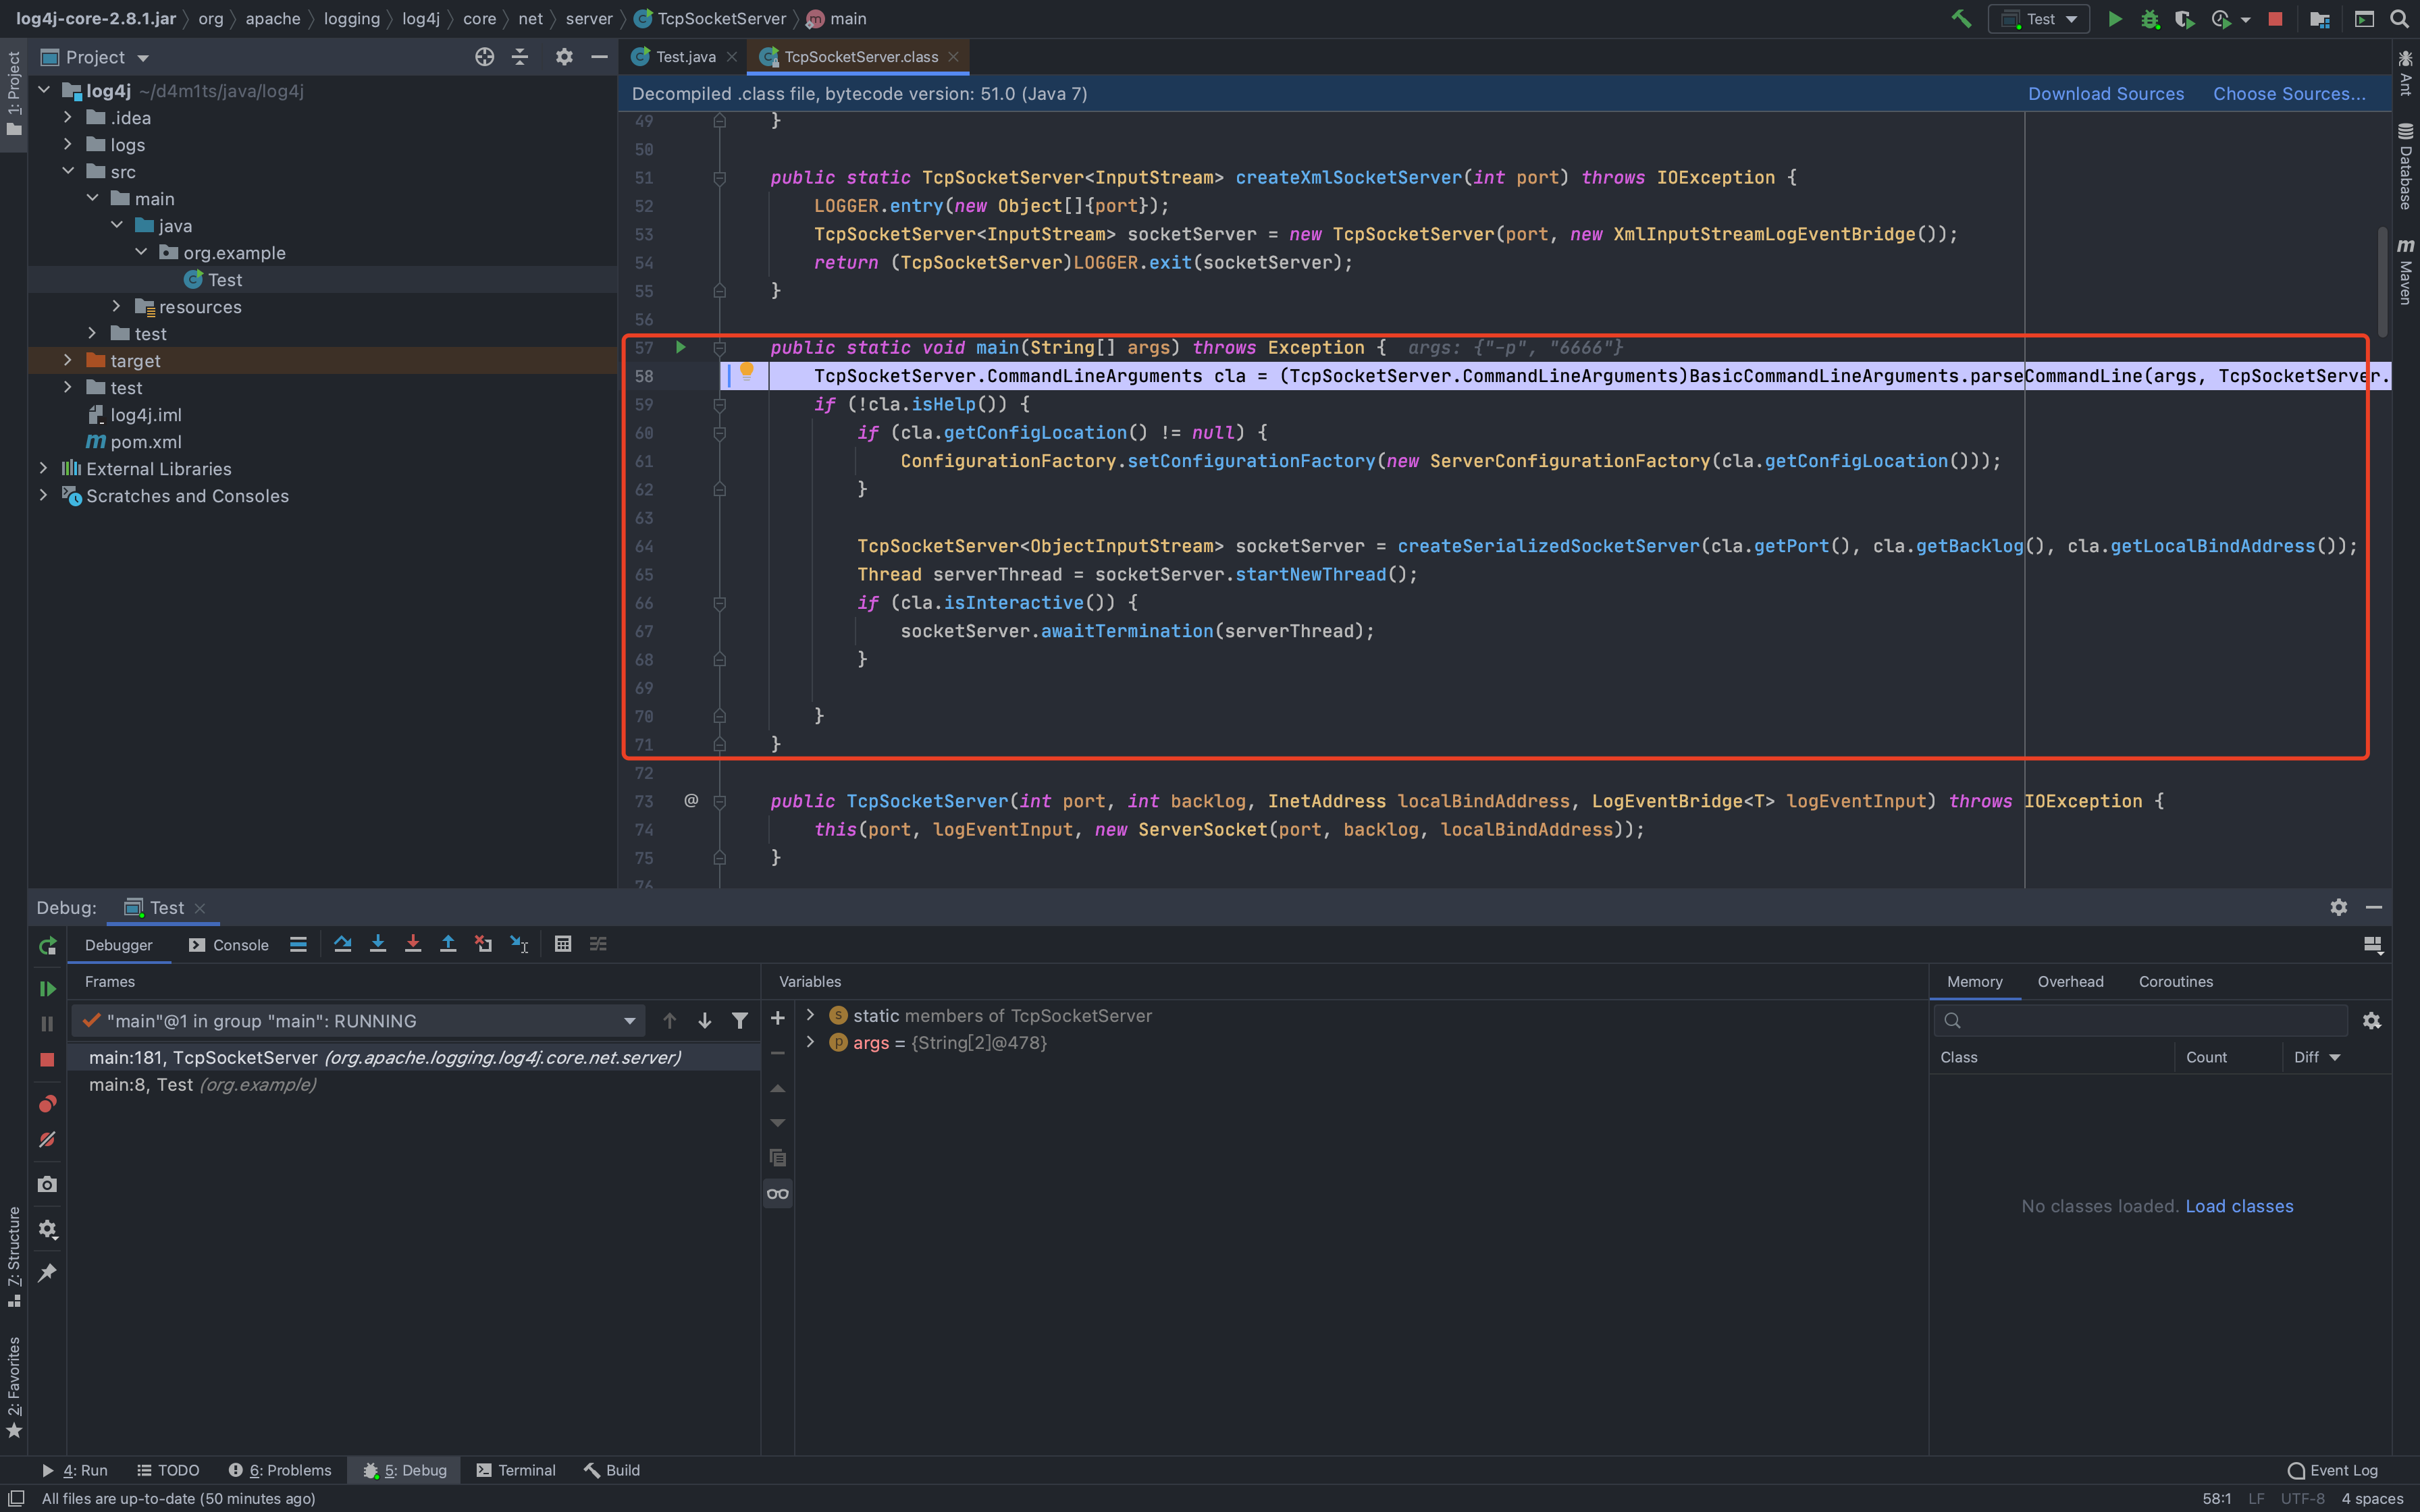 log4j-core-2.8.1.jar org apache logging log4j core net server TcpSocketServer main
Test
1: Project
Project
Test.java
TcpSocketServer.class
Decompiled .class file, bytecode version: 51.0 (Java 7)
Download Sources
Choose Sources...
Ant
Database
Maven
log4j ~/d4m1ts/java/log4j
.idea
logs
src
main
java
org.example
Test
resources
test
target
test
log4j.iml
pom.xml
External Libraries
Scratches and Consoles
49 }
50
51 public static TcpSocketServer<InputStream> createXmlSocketServer(int port) throws IOException {
52 LOGGER.entry(new Object[]{port});
53 TcpSocketServer<InputStream> socketServer = new TcpSocketServer(port, new XmlInputStreamLogEventBridge());
54 return (TcpSocketServer)LOGGER.exit(socketServer);
55 }
56
57 public static void main(String[] args) throws Exception { args: {"-p", "6666"}
58 TcpSocketServer.CommandLineArguments cla = (TcpSocketServer.CommandLineArguments)BasicCommandLineArguments.parseCommandLine(args, TcpSocketServer.
59 if (!cla.isHelp()) {
60 if (cla.getConfigLocation() != null) {
61 ConfigurationFactory.setConfigurationFactory(new ServerConfigurationFactory(cla.getConfigLocation()));
62 }
63
64 TcpSocketServer<ObjectInputStream> socketServer = createSerializedSocketServer(cla.getPort(), cla.getBacklog(), cla.getLocalBindAddress());
65 Thread serverThread = socketServer.startNewThread();
66 if (cla.isInteractive()) {
67 socketServer.awaitTermination(serverThread);
68 }
69
70 }
71 }
72
73 @ public TcpSocketServer(int port, int backlog, InetAddress localBindAddress, LogEventBridge<T> logEventInput) throws IOException {
74 this(port, logEventInput, new ServerSocket(port, backlog, localBindAddress));
75 }
76
Debug: Test
Debugger
Console
Frames
Variables
Memory
Overhead
Coroutines
"main"@1 in group "main": RUNNING
main:181, TcpSocketServer (org.apache.logging.log4j.core.net.server)
main:8, Test (org.example)
static members of TcpSocketServer
args = {String[2]@478}
Class
Count
Diff
No classes loaded. Load classes
7: Structure
2: Favorites
4: Run
TODO
6: Problems
5: Debug
Terminal
Build
Event Log
All files are up-to-date (50 minutes ago)
58:1 LF UTF-8 4 spaces